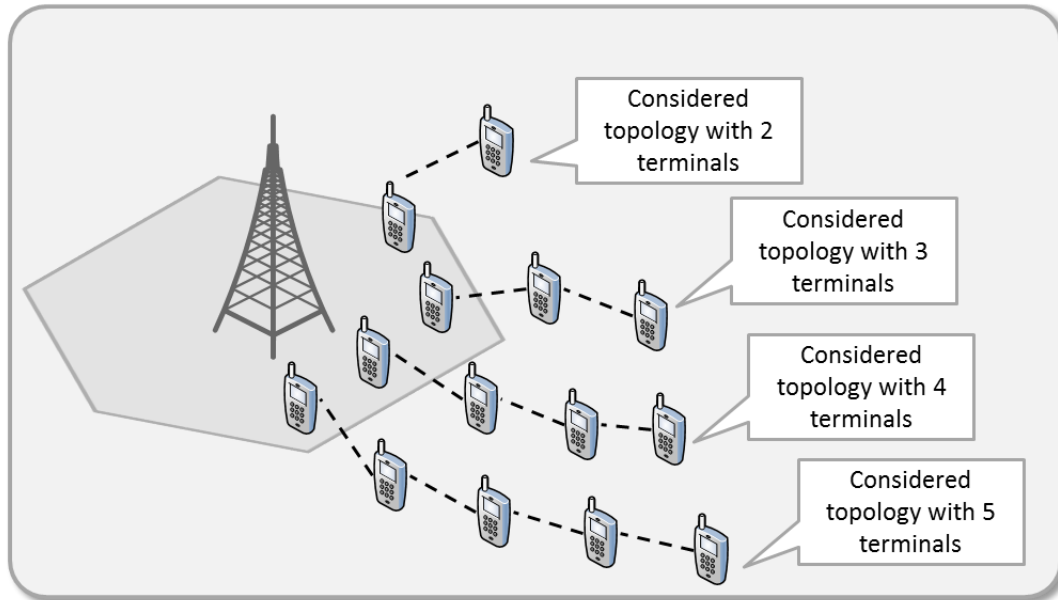 Considered
topology with 2
terminals
Considered
topology with 3
terminals
Considered
topology with 4
terminals
Considered
topology with 5
terminals